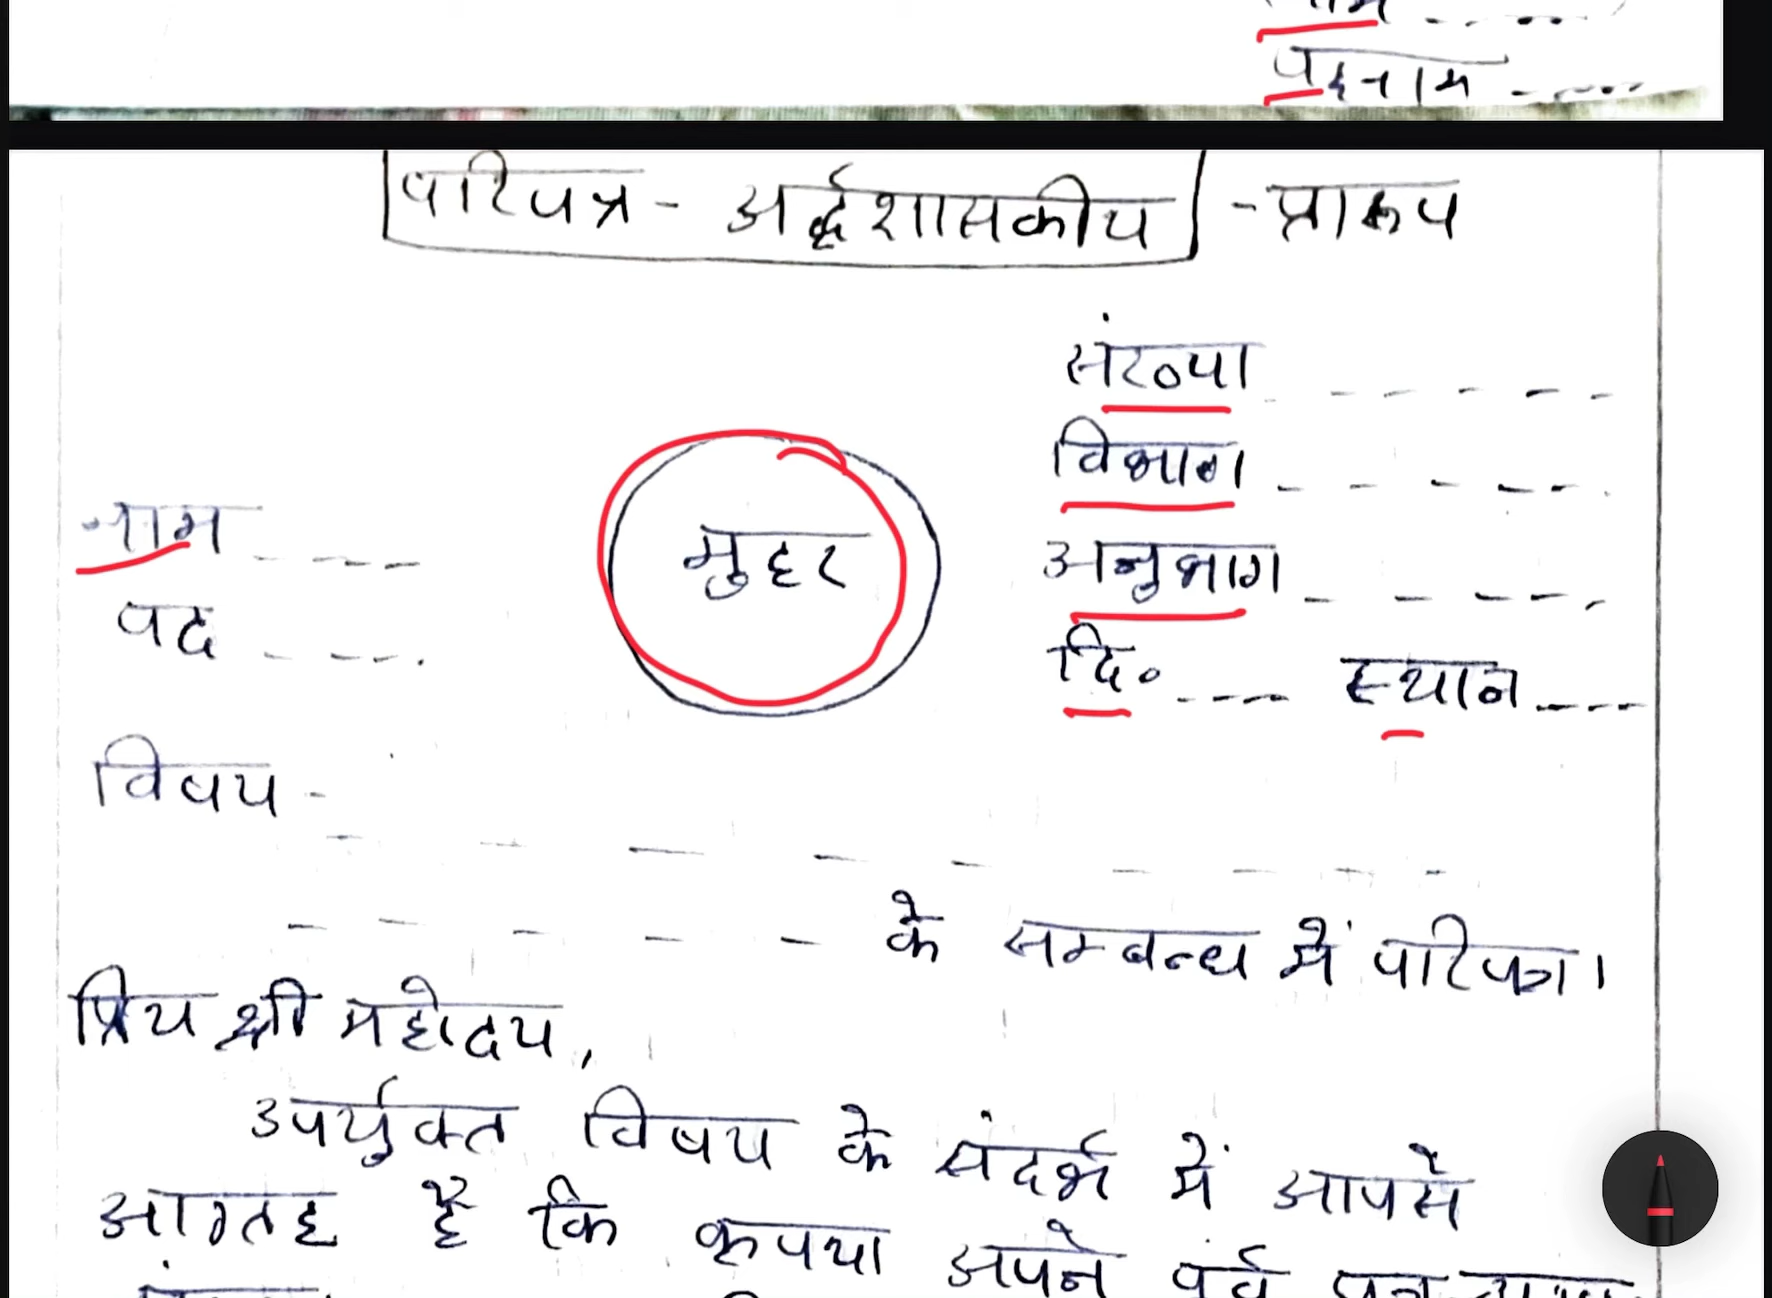 नाम - - - -
पदनाम - - - -
परिपत्र - अर्द्धशासकीय - प्रारूप
संख्या - - - - - -
विभाग - - - - - -
नाम - - - -
मुहर
अनुभाग - - - - -
पद - - - -
दि० - - - स्थान - - - -
विषय -
- - - - - - - - -
- - - - - के सम्बन्ध में परिपत्र।
प्रिय श्री महोदय,
उपर्युक्त विषय के संदर्भ में आपसे
आग्रह है कि कृपया अपने पूर्व